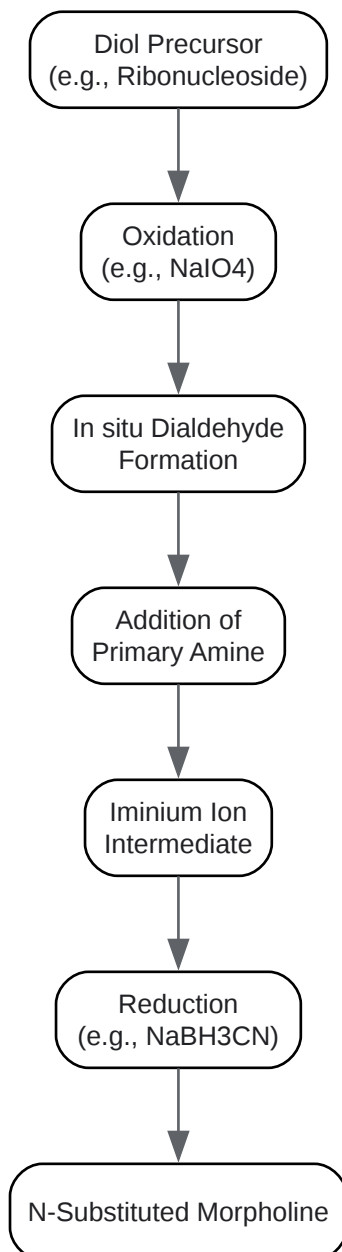 Diol Precursor
(e.g., Ribonucleoside)
Oxidation
(e.g., NaIO4)
In situ Dialdehyde
Formation
Addition of
Primary Amine
Iminium Ion
Intermediate
Reduction
(e.g., NaBH3CN)
N-Substituted Morpholine